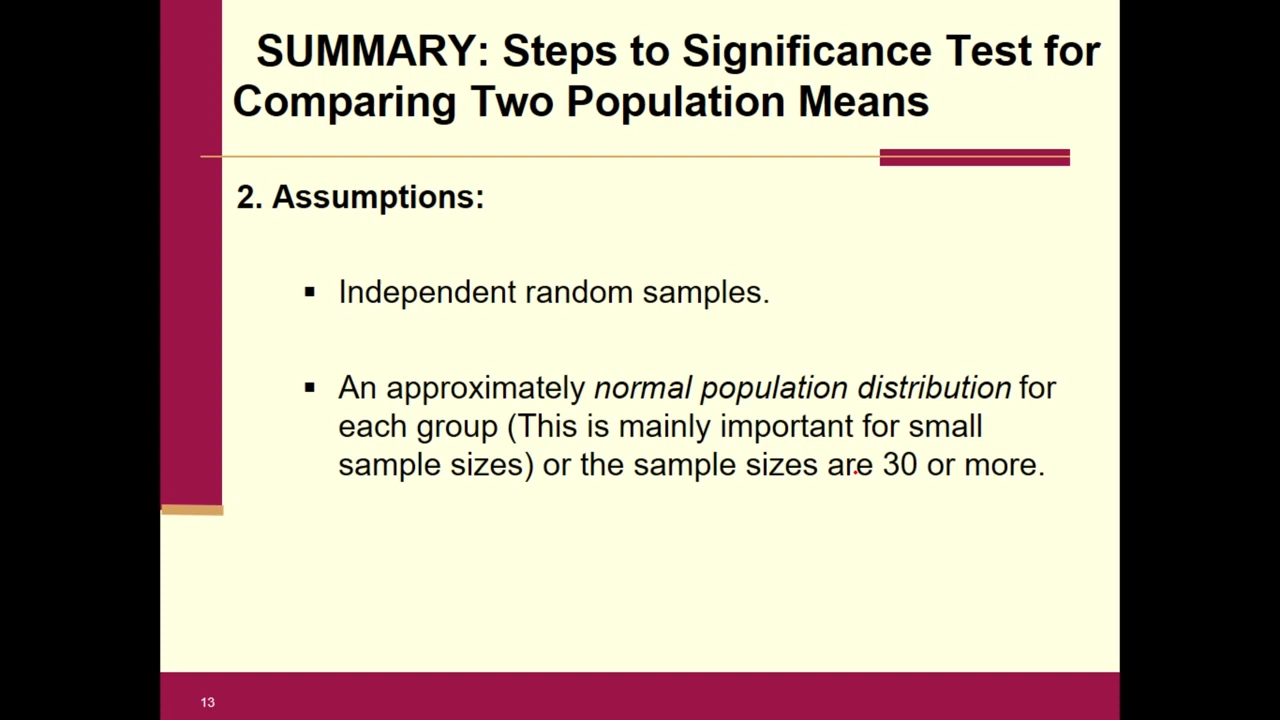 SUMMARY: Steps to Significance Test for
Comparing Two Population Means
2. Assumptions:
▪ Independent random samples.
▪ An approximately normal population distribution for
each group (This is mainly important for small
sample sizes) or the sample sizes are 30 or more.
13